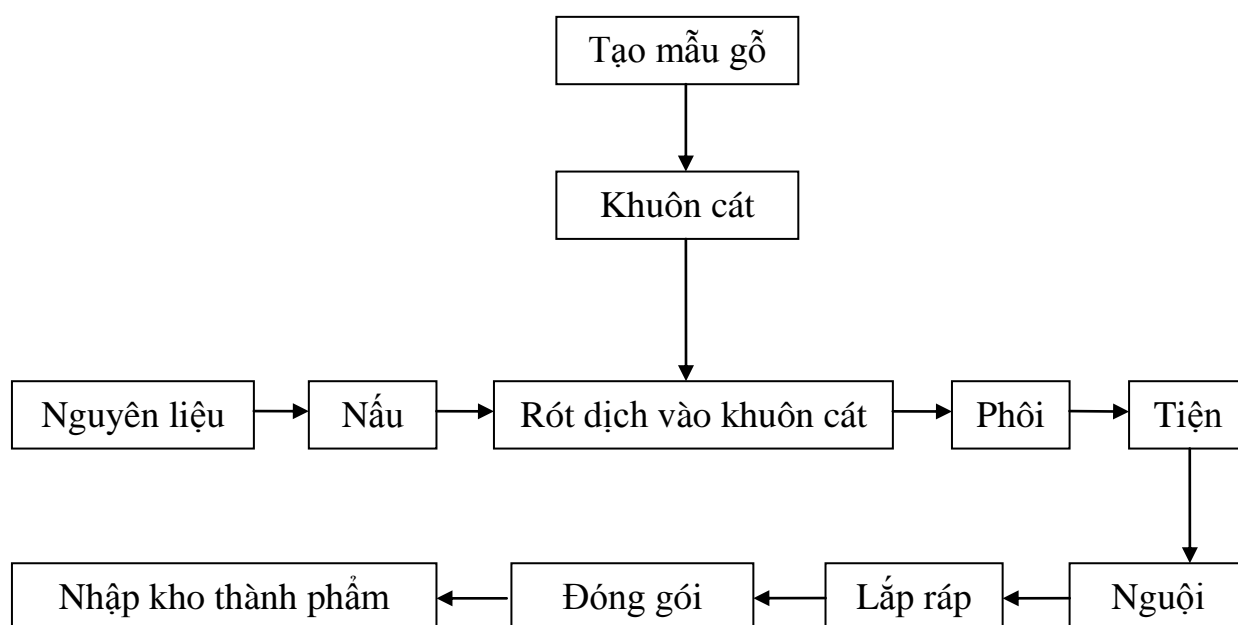 Tạo mẫu gỗ
Khuôn cát
Nguyên liệu
Nấu
Rót dịch vào khuôn cát
Phôi
Tiện
Nhập kho thành phẩm
Đóng gói
Lắp ráp
Nguội